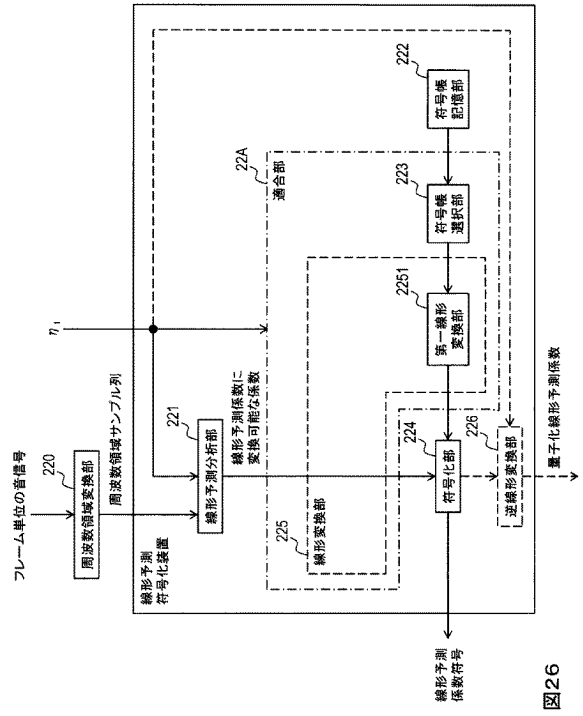 フレーム単位の音信号
220
周波数領域変換部
周波数領域サンプル列
η₁
線形予測
符号化装置
221
線形予測分析部
線形予測係数に
変換可能な係数
22A
適合部
225
線形変換部
222
符号帳
記憶部
223
符号帳
選択部
2251
第一線形
変換部
224
符号化部
226
逆線形変換部
線形予測
係数符号
量子化線形予測係数
図26